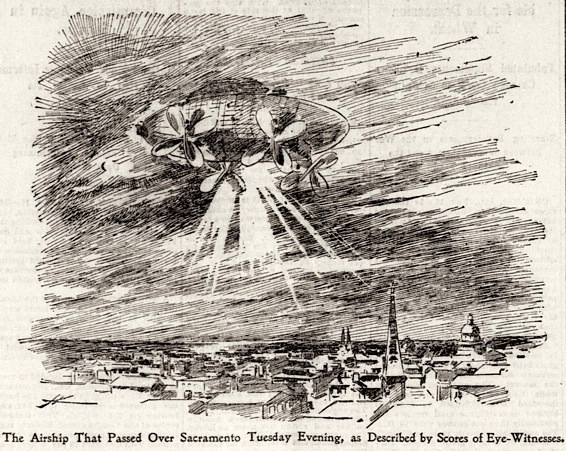 The Airship That Passed Over Sacramento Tuesday Evening, as Described by Scores of Eye-Witnesses.